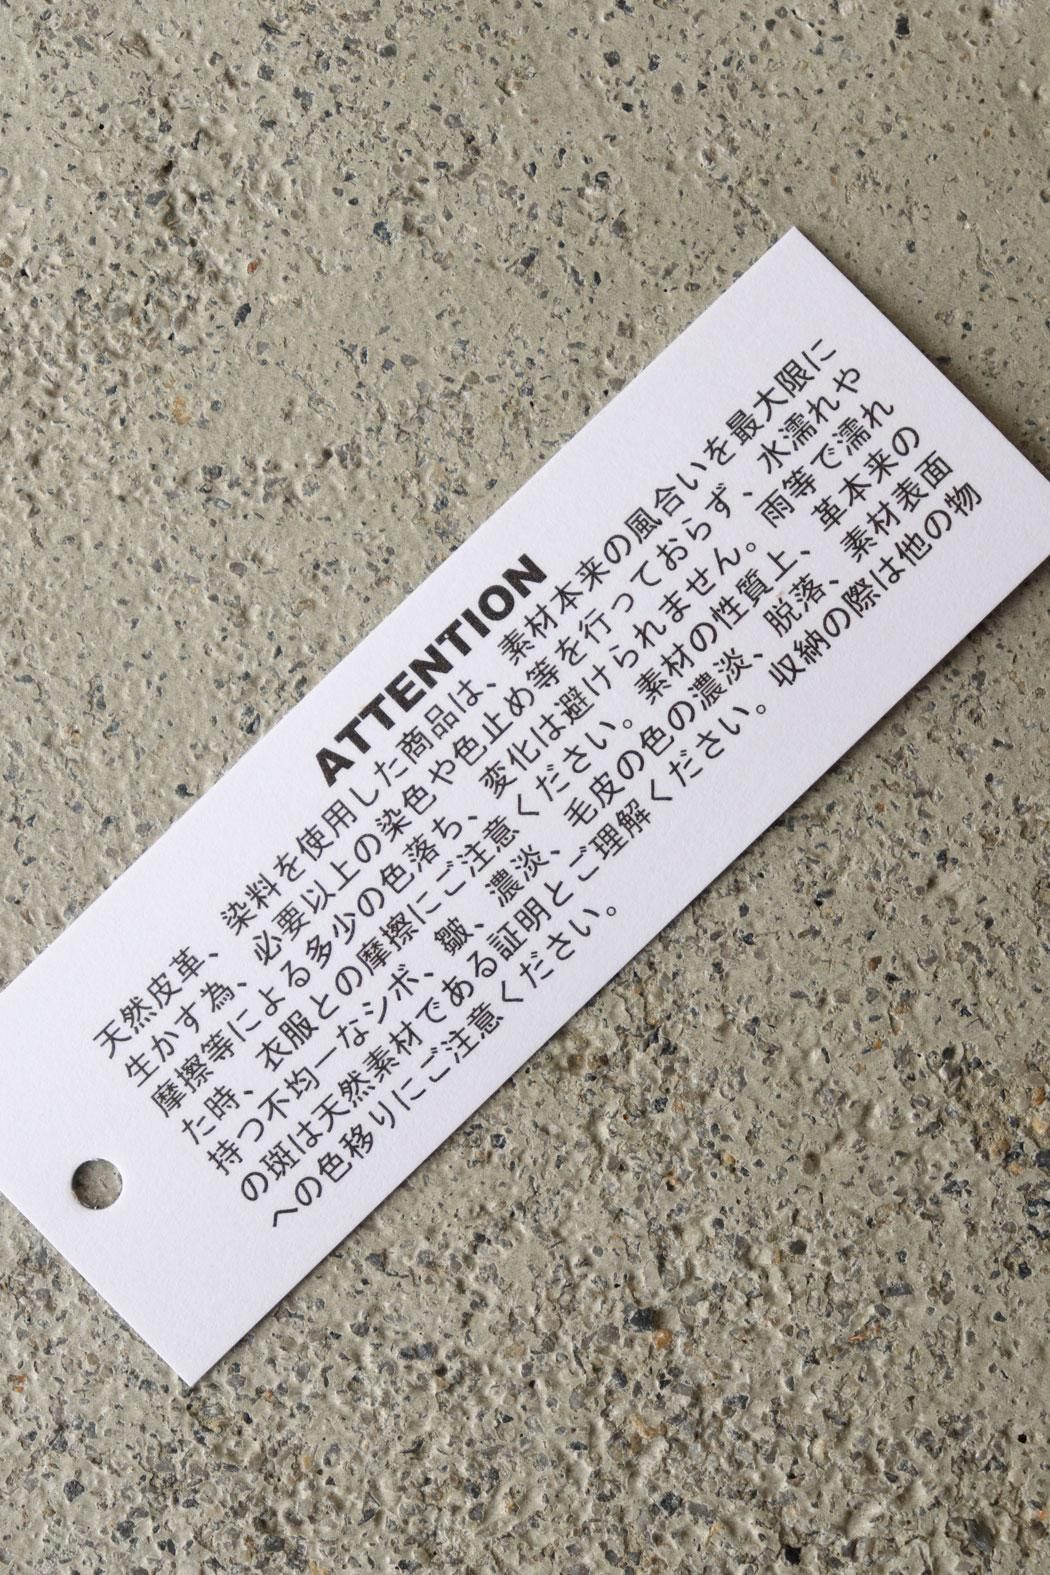 ATTENTION
天然皮革、染料を使用した商品は、素材本来の風合いを最大限に
生かす為、必要以上の染色や色止め等を行っておらず、水濡れや
摩擦等による多少の色落ち、変化は避けられません。雨等で濡れ
た時、衣服との摩擦にご注意ください。素材の性質上、革本来の
持つ不均一なシボ、皺、濃淡、毛皮の色の濃淡、脱落、素材表面
の斑は天然素材である証明とご理解ください。収納の際は他の物
への色移りにご注意ください。